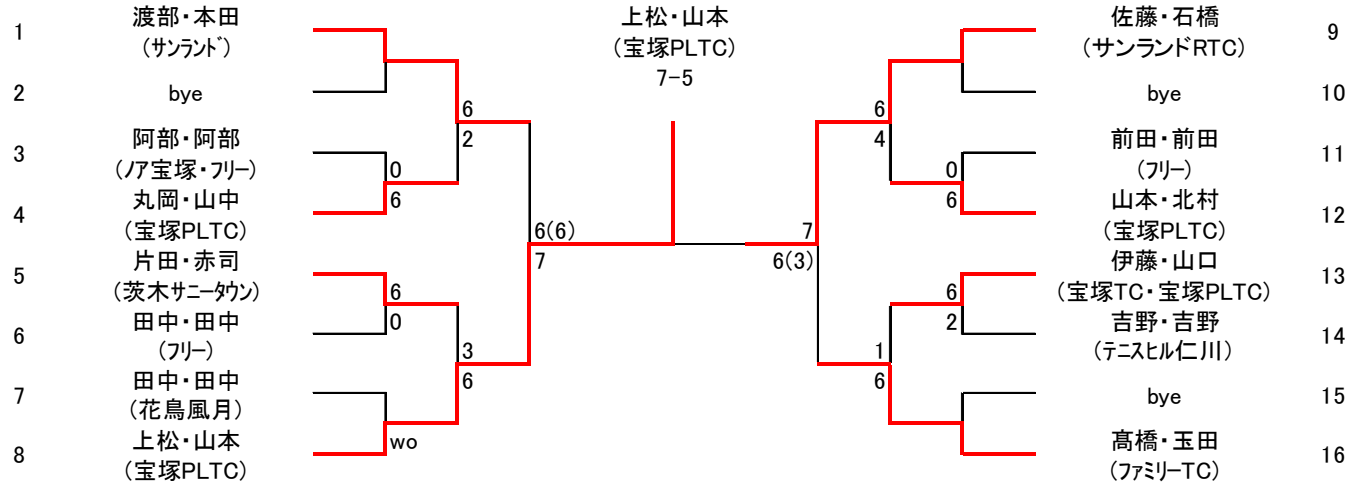 1
渡部・本田
(サンランド)
2
bye
3
阿部・阿部
(ノア宝塚・フリー)
0
4
丸岡・山中
(宝塚PLTC)
6
6
2
5
片田・赤司
(茨木サニータウン)
6
6
田中・田中
(フリー)
0
7
田中・田中
(花鳥風月)
8
上松・山本
(宝塚PLTC)
wo
3
6
6(6)
7
上松・山本
(宝塚PLTC)
7-5
7
6(3)
6
4
0
6
6
2
1
6
佐藤・石橋
(サンランドRTC)
9
bye
10
前田・前田
(フリー)
11
山本・北村
(宝塚PLTC)
12
伊藤・山口
(宝塚TC・宝塚PLTC)
13
吉野・吉野
(テニスヒル仁川)
14
bye
15
髙橋・玉田
(ファミリーTC)
16